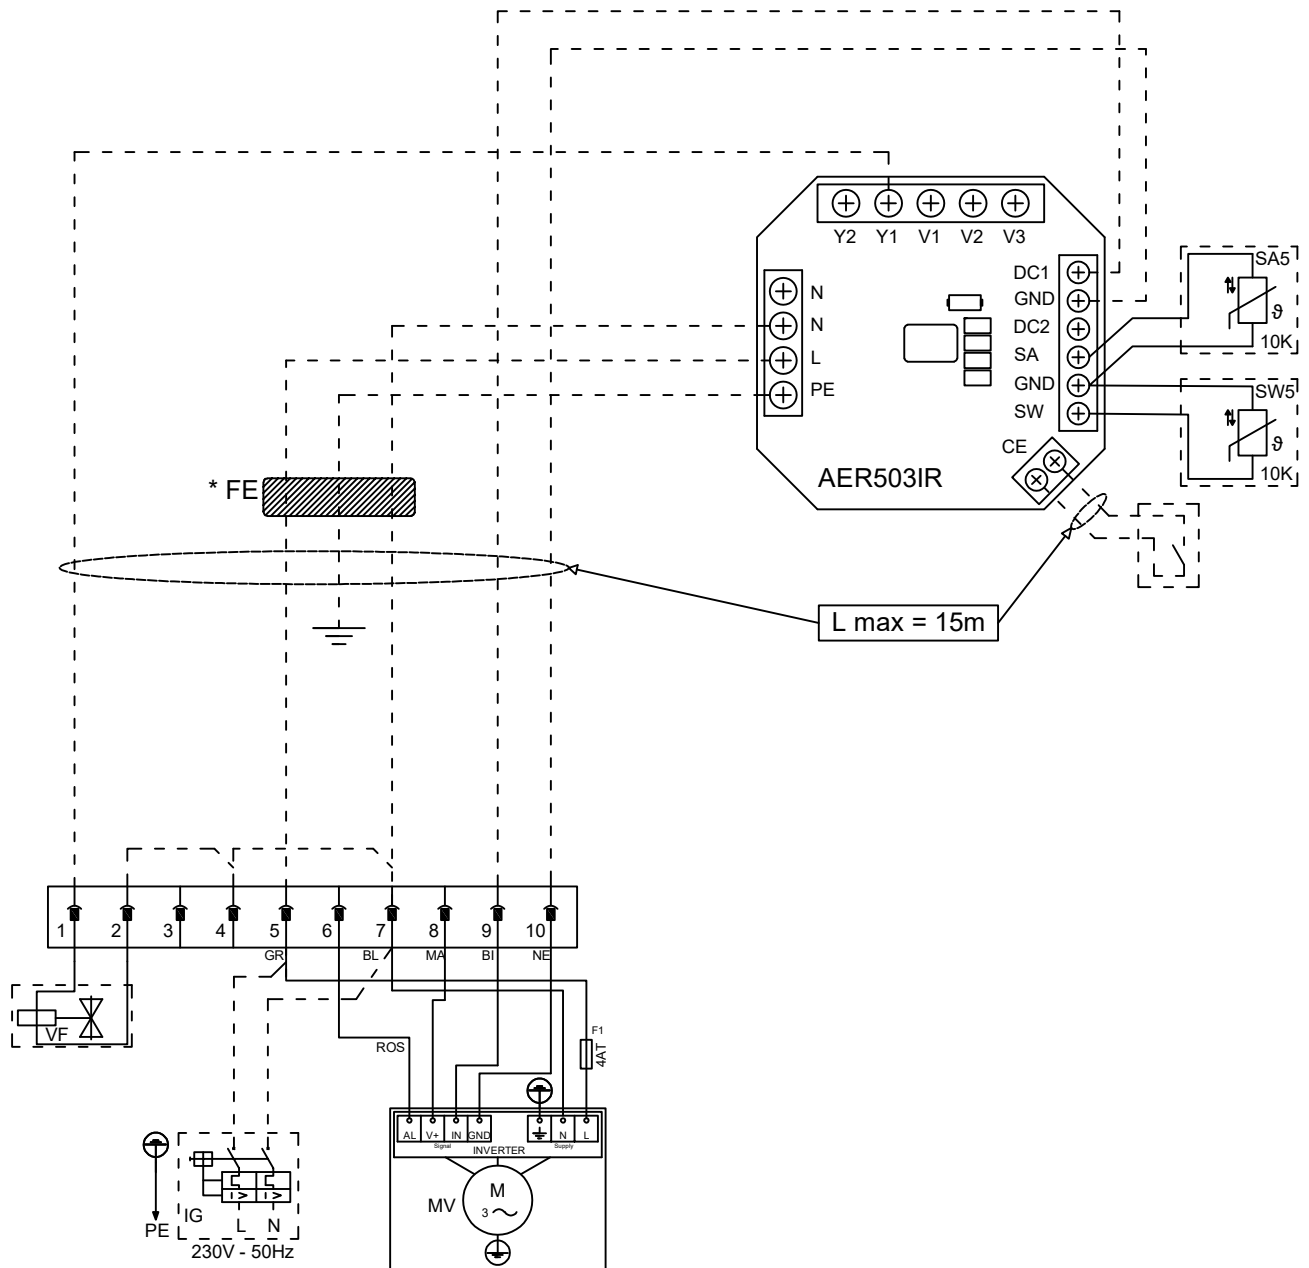 Y2 Y1 V1 V2 V3
N
N
L
PE
DC1
GND
DC2
SA
GND
SW
CE
AER503IR
SA5
ϑ
10K
SW5
ϑ
10K
* FE
L max = 15m
1 2 3 4 5 6 7 8 9 10
GR BL MA BI NE
VF
ROS
F1
4AT
AL V+ IN GND N L
Signal Supply
INVERTER
MV
M
3
PE
IG
I > I >
L N
230V - 50Hz